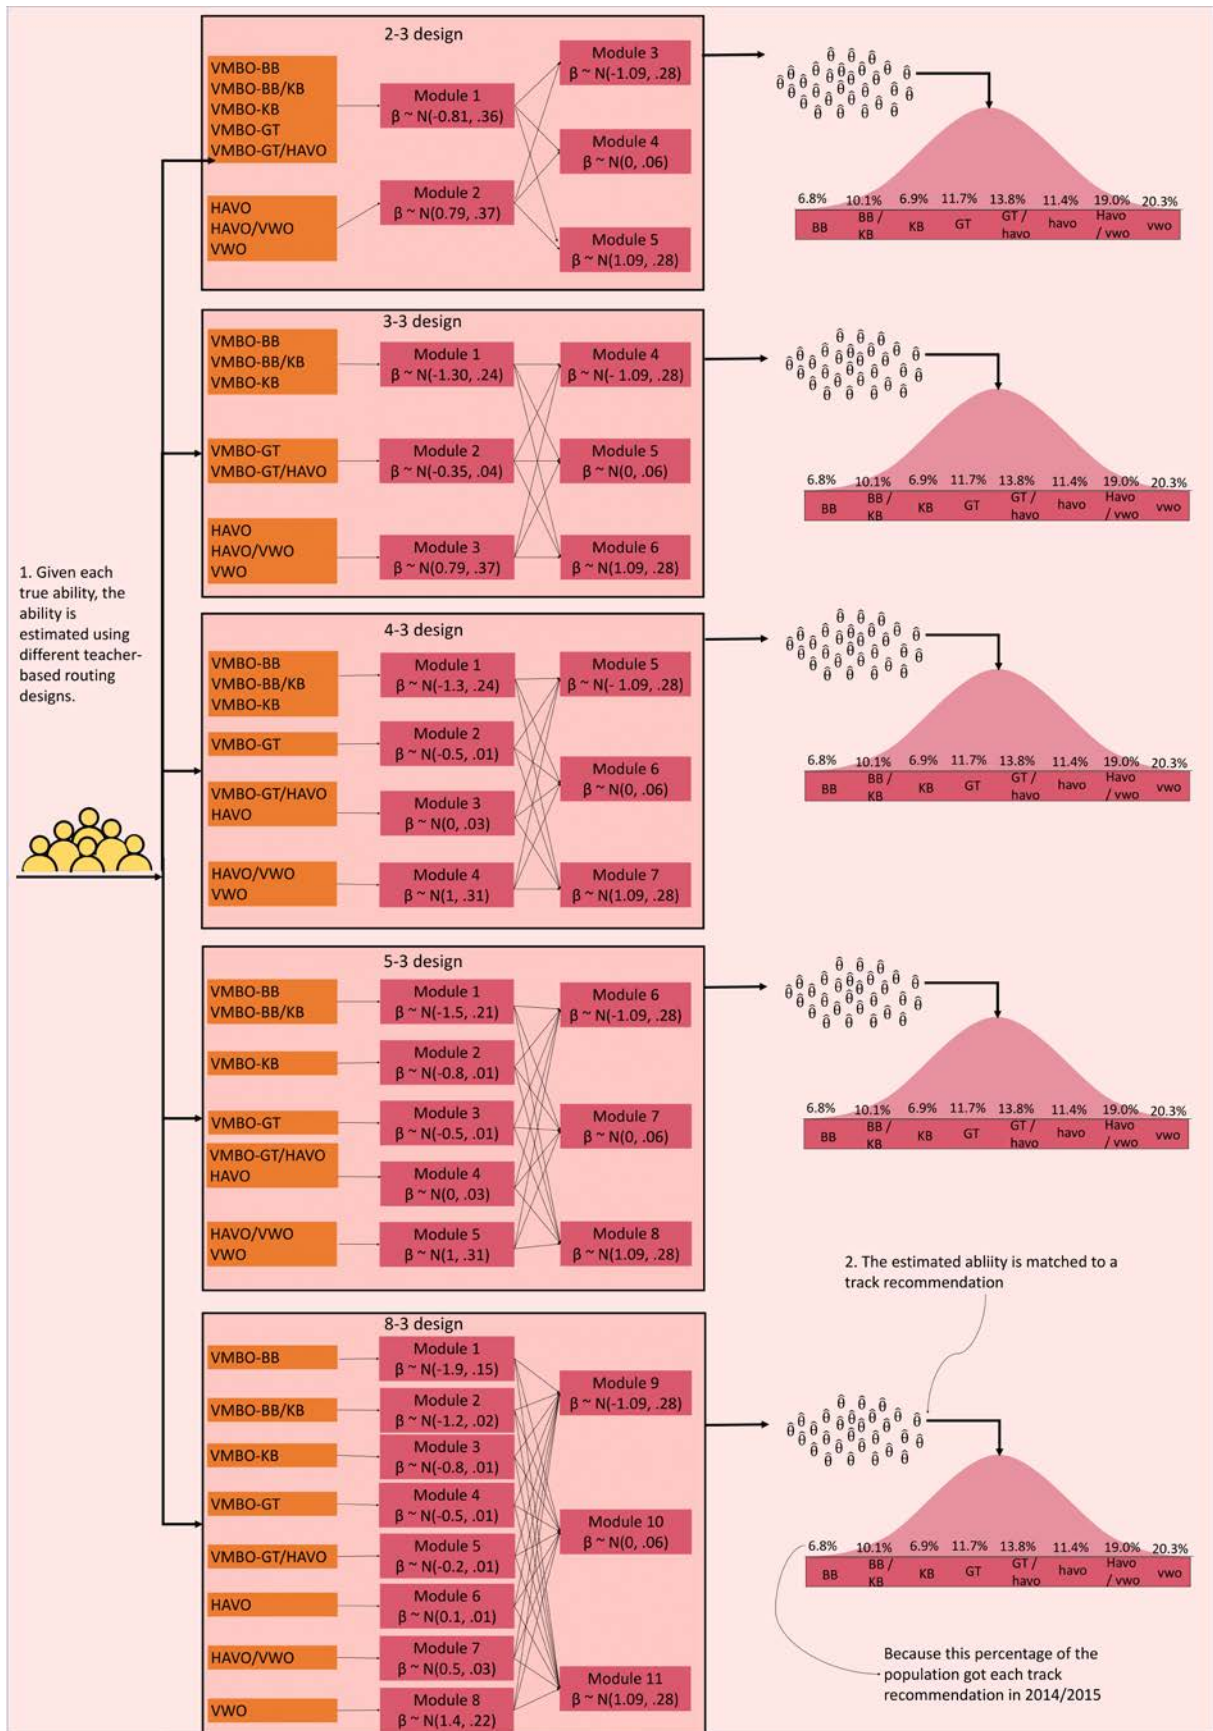 1. Given each
true ability, the
ability is
estimated using
different teacher-
based routing
designs.
2-3 design
VMBO-BB
VMBO-BB/KB
VMBO-KB
VMBO-GT
VMBO-GT/HAVO
HAVO
HAVO/VWO
VWO
Module 1
β ~ N(-0.81, .36)
Module 2
β ~ N(0.79, .37)
Module 3
β ~ N(-1.09, .28)
Module 4
β ~ N(0, .06)
Module 5
β ~ N(1.09, .28)
6.8% 10.1% 6.9% 11.7% 13.8% 11.4% 19.0% 20.3%
BB BB / KB KB GT GT / havo havo Havo / vwo vwo
3-3 design
VMBO-BB
VMBO-BB/KB
VMBO-KB
VMBO-GT
VMBO-GT/HAVO
HAVO
HAVO/VWO
VWO
Module 1
β ~ N(-1.30, .24)
Module 2
β ~ N(-0.35, .04)
Module 3
β ~ N(0.79, .37)
Module 4
β ~ N(- 1.09, .28)
Module 5
β ~ N(0, .06)
Module 6
β ~ N(1.09, .28)
6.8% 10.1% 6.9% 11.7% 13.8% 11.4% 19.0% 20.3%
BB BB / KB KB GT GT / havo havo Havo / vwo vwo
4-3 design
VMBO-BB
VMBO-BB/KB
VMBO-KB
VMBO-GT
VMBO-GT/HAVO
HAVO
HAVO/VWO
VWO
Module 1
β ~ N(-1.3, .24)
Module 2
β ~ N(-0.5, .01)
Module 3
β ~ N(0, .03)
Module 4
β ~ N(1, .31)
Module 5
β ~ N(- 1.09, .28)
Module 6
β ~ N(0, .06)
Module 7
β ~ N(1.09, .28)
6.8% 10.1% 6.9% 11.7% 13.8% 11.4% 19.0% 20.3%
BB BB / KB KB GT GT / havo havo Havo / vwo vwo
5-3 design
VMBO-BB
VMBO-BB/KB
VMBO-KB
VMBO-GT
VMBO-GT/HAVO
HAVO
HAVO/VWO
VWO
Module 1
β ~ N(-1.5, .21)
Module 2
β ~ N(-0.8, .01)
Module 3
β ~ N(-0.5, .01)
Module 4
β ~ N(0, .03)
Module 5
β ~ N(1, .31)
Module 6
β ~ N(-1.09, .28)
Module 7
β ~ N(0, .06)
Module 8
β ~ N(1.09, .28)
6.8% 10.1% 6.9% 11.7% 13.8% 11.4% 19.0% 20.3%
BB BB / KB KB GT GT / havo havo Havo / vwo vwo
2. The estimated abliity is matched to a
track recommendation
8-3 design
VMBO-BB
VMBO-BB/KB
VMBO-KB
VMBO-GT
VMBO-GT/HAVO
HAVO
HAVO/VWO
VWO
Module 1
β ~ N(-1.9, .15)
Module 2
β ~ N(-1.2, .02)
Module 3
β ~ N(-0.8, .01)
Module 4
β ~ N(-0.5, .01)
Module 5
β ~ N(-0.2, .01)
Module 6
β ~ N(0.1, .01)
Module 7
β ~ N(0.5, .03)
Module 8
β ~ N(1.4, .22)
Module 9
β ~ N(-1.09, .28)
Module 10
β ~ N(0, .06)
Module 11
β ~ N(1.09, .28)
6.8% 10.1% 6.9% 11.7% 13.8% 11.4% 19.0% 20.3%
BB BB / KB KB GT GT / havo havo Havo / vwo vwo
Because this percentage of the
population got each track
recommendation in 2014/2015